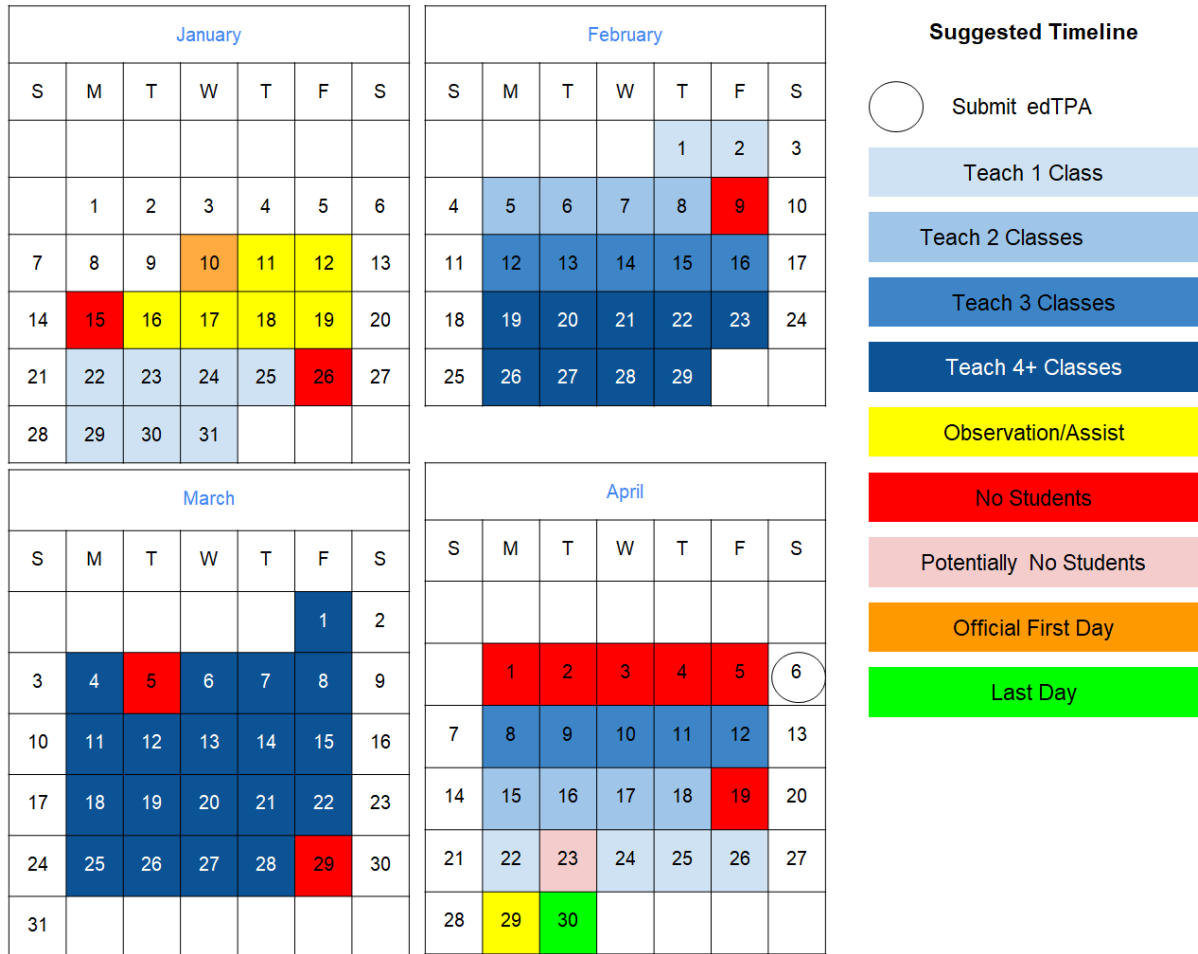 January
S M T W T F S
1 2 3 4 5 6
7 8 9 10 11 12 13
14 15 16 17 18 19 20
21 22 23 24 25 26 27
28 29 30 31
February
S M T W T F S
1 2 3
4 5 6 7 8 9 10
11 12 13 14 15 16 17
18 19 20 21 22 23 24
25 26 27 28 29
March
S M T W T F S
1 2
3 4 5 6 7 8 9
10 11 12 13 14 15 16
17 18 19 20 21 22 23
24 25 26 27 28 29 30
31
April
S M T W T F S
1 2 3 4 5 6
7 8 9 10 11 12 13
14 15 16 17 18 19 20
21 22 23 24 25 26 27
28 29 30
Suggested Timeline
Submit edTPA
Teach 1 Class
Teach 2 Classes
Teach 3 Classes
Teach 4+ Classes
Observation/Assist
No Students
Potentially No Students
Official First Day
Last Day